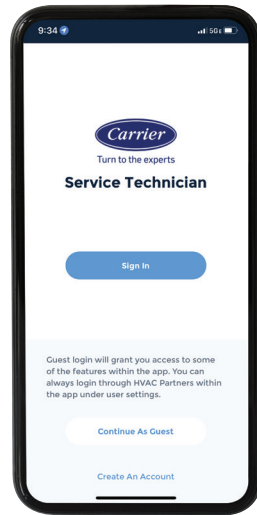 9:34
5GE
Carrier
Turn to the experts
Service Technician
Sign In
Guest login will grant you access to some
of the features within the app. You can
always login through HVAC Partners within
the app under user settings.
Continue As Guest
Create An Account